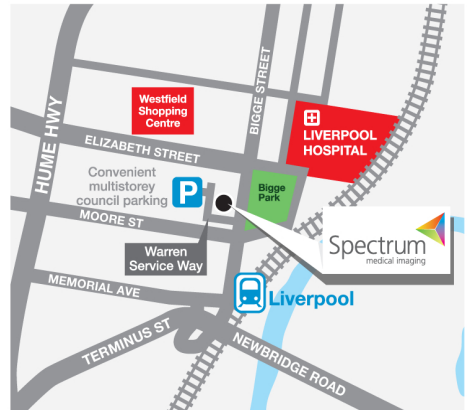 HUME HWY
Westfield
Shopping
Centre
BIGGE STREET
LIVERPOOL
HOSPITAL
ELIZABETH STREET
Convenient
multistorey
council parking
P
Bigge
Park
MOORE ST
Warren
Service Way
Spectrum
medical imaging
MEMORIAL AVE
Liverpool
TERMINUS ST
NEWBRIDGE ROAD